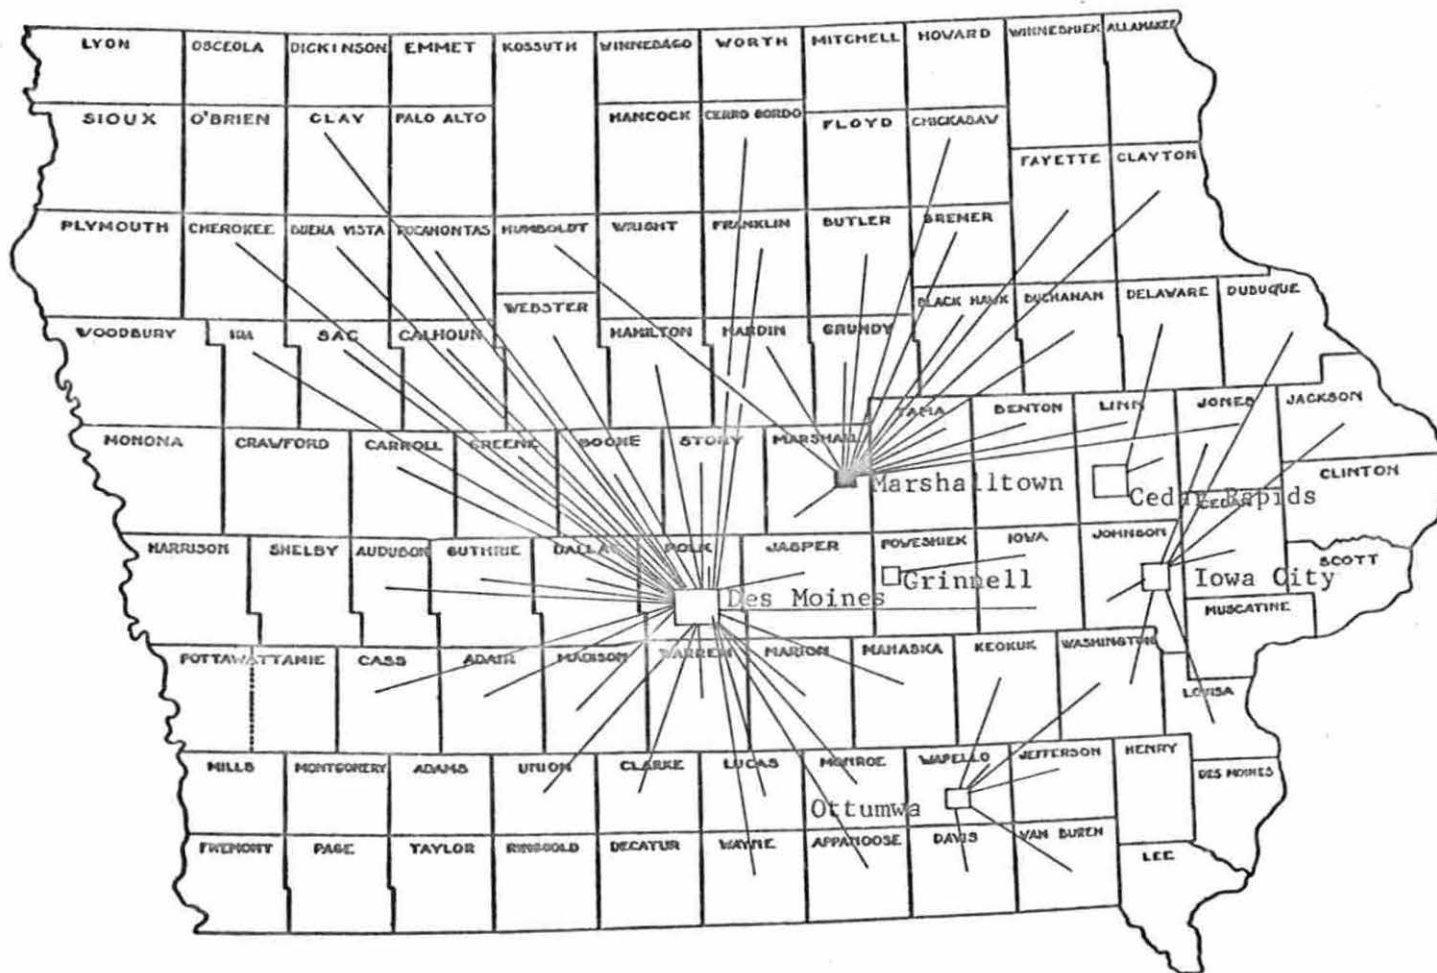 LYON OSCEOLA DICKINSON EMMET KOSSUTH WINNEBAGO WORTH MITCHELL HOWARD WINNESHIEK ALLAMAKEE
SIOUX O'BRIEN CLAY PALO ALTO HANCOCK CERRO GORDO FLOYD CHICKASAW
FAYETTE CLAYTON
PLYMOUTH CHEROKEE BUENA VISTA POCAHONTAS HUMBOLDT WRIGHT FRANKLIN BUTLER BREMER
WEBSTER BLACK HAWK BUCHANAN DELAWARE DUBUQUE
WOODBURY IDA SAC CALHOUN HAMILTON HARDIN GRUNDY
TAMA BENTON LINN JONES JACKSON
MONONA CRAWFORD CARROLL GREENE BOONE STORY MARSHALL
CLINTON
Marshalltown Cedar Rapids
CEDAR
HARRISON SHELBY AUDUBON GUTHRIE DALLAS POLK JASPER POWESHIEK IOWA JOHNSON
SCOTT
Grinnell Iowa City
Des Moines
MUSCATINE
POTTAWATTAMIE CASS ADAIR MADISON WARREN MARION MAHASKA KEOKUK WASHINGTON
LOUISA
MILLS MONTGOMERY ADAMS UNION CLARKE LUCAS MONROE WAPELLO JEFFERSON HENRY
DES MOINES
Ottumwa
FREMONT PAGE TAYLOR RINGGOLD DECATUR WAYNE APPANOOSE DAVIS VAN BUREN
LEE